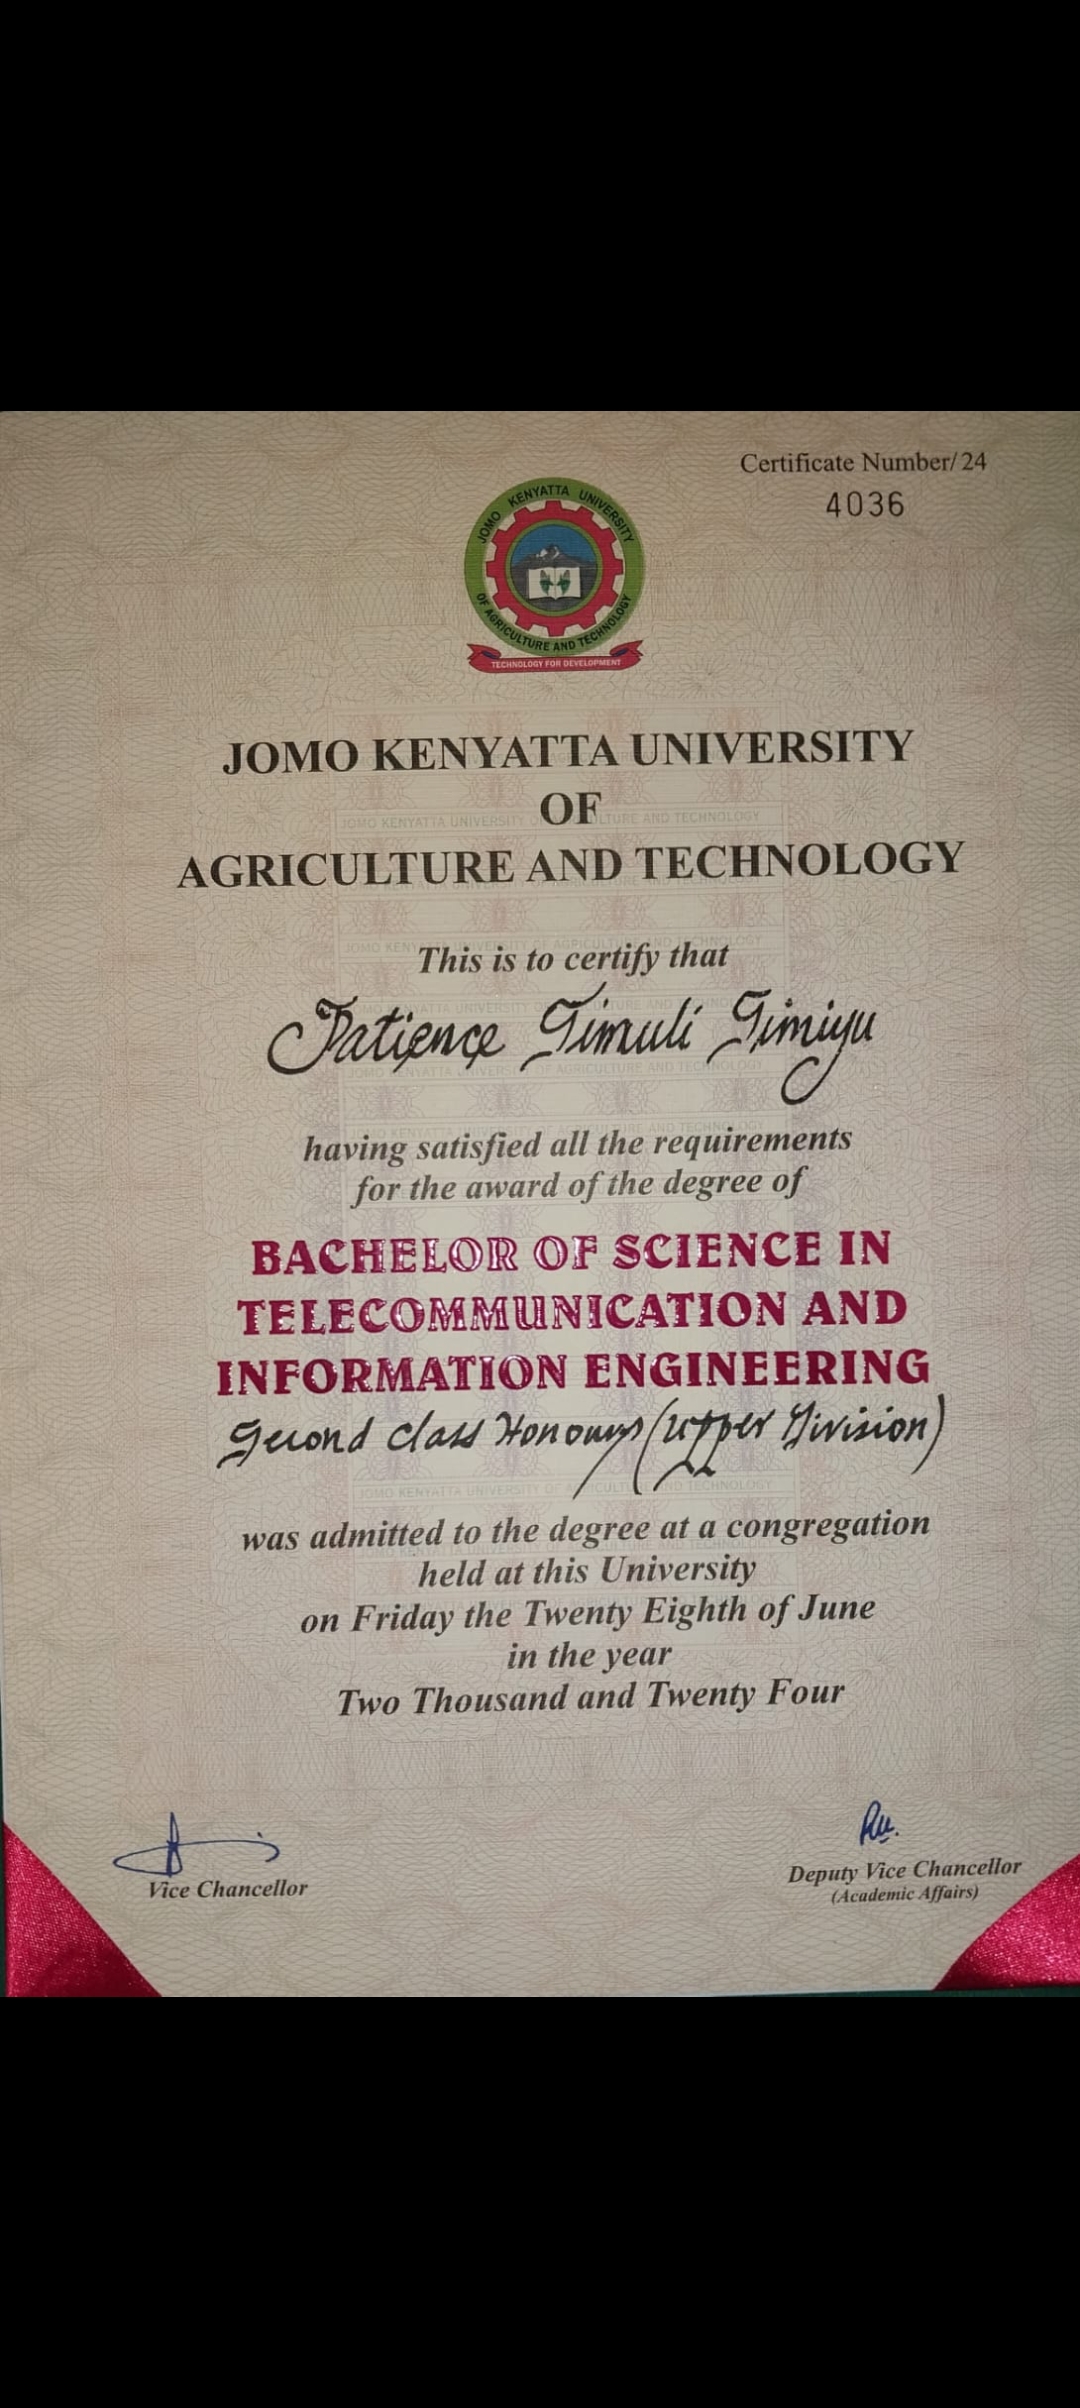 Certificate Number/24
4036
JOMO KENYATTA UNIVERSITY
OF AGRICULTURE AND TECHNOLOGY
TECHNOLOGY FOR DEVELOPMENT
JOMO KENYATTA UNIVERSITY
OF
AGRICULTURE AND TECHNOLOGY
This is to certify that
Patience Simuli Simiyu
having satisfied all the requirements
for the award of the degree of
BACHELOR OF SCIENCE IN
TELECOMMUNICATION AND
INFORMATION ENGINEERING
Second Class Honours (Upper Division)
was admitted to the degree at a congregation
held at this University
on Friday the Twenty Eighth of June
in the year
Two Thousand and Twenty Four
Vice Chancellor
Deputy Vice Chancellor
(Academic Affairs)